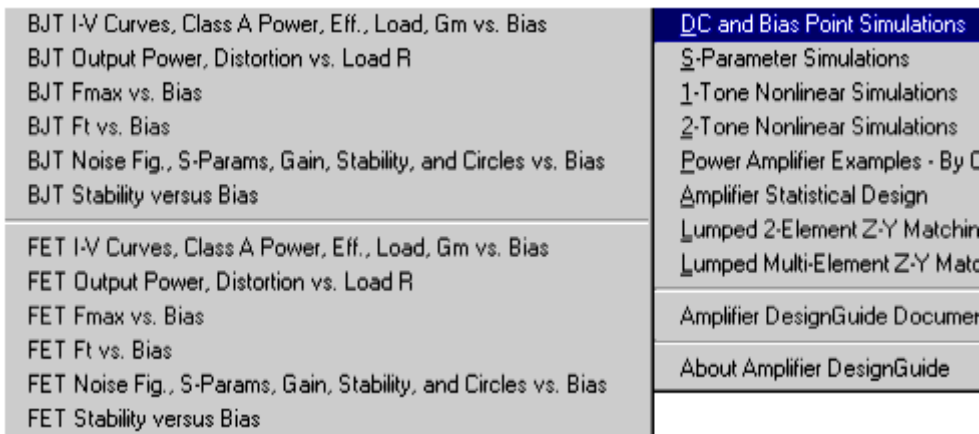 BJT I-V Curves, Class A Power, Eff., Load, Gm vs. Bias
BJT Output Power, Distortion vs. Load R
BJT Fmax vs. Bias
BJT Ft vs. Bias
BJT Noise Fig., S-Params, Gain, Stability, and Circles vs. Bias
BJT Stability versus Bias
FET I-V Curves, Class A Power, Eff., Load, Gm vs. Bias
FET Output Power, Distortion vs. Load R
FET Fmax vs. Bias
FET Ft vs. Bias
FET Noise Fig., S-Params, Gain, Stability, and Circles vs. Bias
FET Stability versus Bias
DC and Bias Point Simulations
S-Parameter Simulations
1-Tone Nonlinear Simulations
2-Tone Nonlinear Simulations
Power Amplifier Examples - By
Amplifier Statistical Design
Lumped 2-Element Z-Y
Lumped Multi-Element Z-Y
Amplifier DesignGuide
About Amplifier DesignGuide